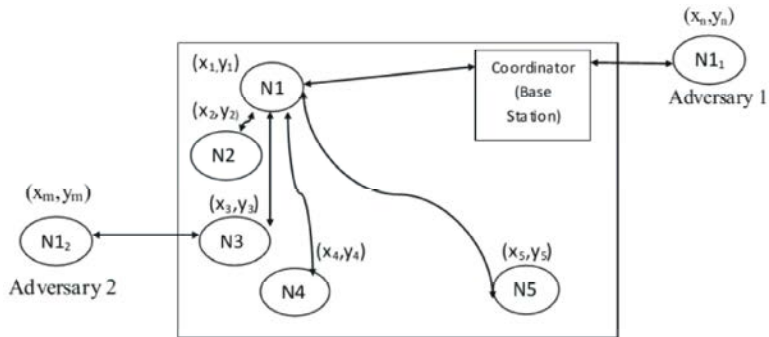 (xₙ,yₙ)
N1₁
Adversary 1
(x₁,y₁)
N1
Coordinator
(Base
Station)
(x₂,y₂)
N2
(xₘ,yₘ)
N1₂
Adversary 2
(x₃,y₃)
N3
(x₄,y₄)
N4
(x₅,y₅)
N5